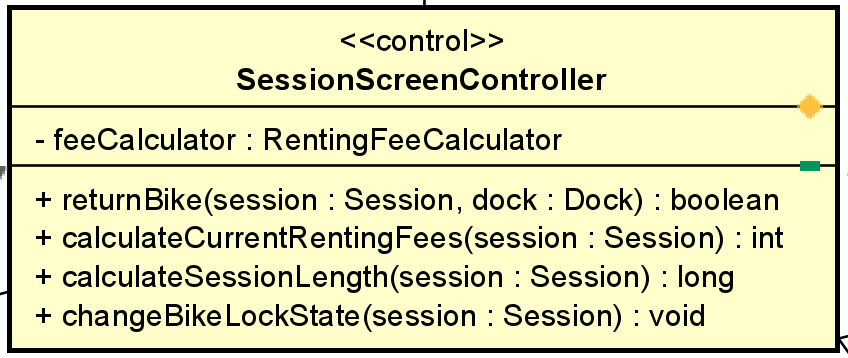 <<control>>
SessionScreenController
- feeCalculator : RentingFeeCalculator
+ returnBike(session : Session, dock : Dock) : boolean
+ calculateCurrentRentingFees(session : Session) : int
+ calculateSessionLength(session : Session) : long
+ changeBikeLockState(session : Session) : void